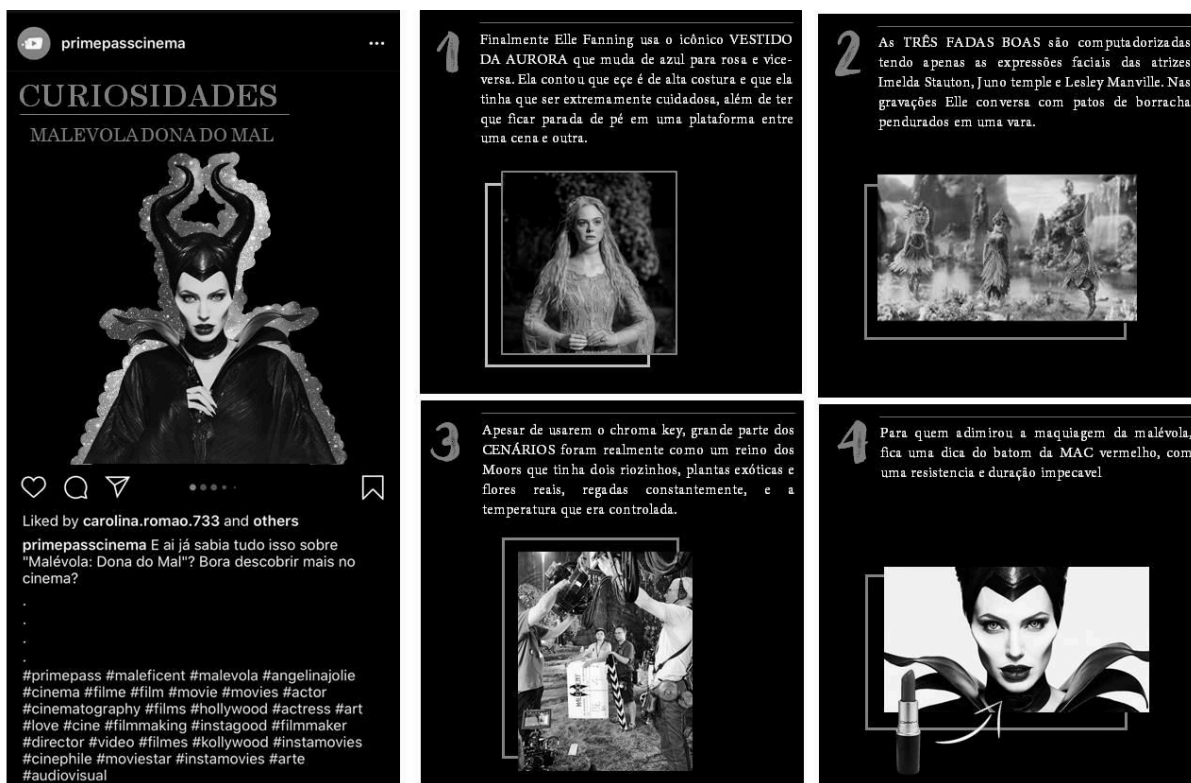 primepasscinema
CURIOSIDADES
MALEVOLA DONA DO MAL
Liked by carolina.romao.733 and others
primepasscinema E ai já sabia tudo isso sobre
"Malévola: Dona do Mal"? Bora descobrir mais no
cinema?
.
.
.
.
#primepass #maleficent #malevola #angelinajolie
#cinema #filme #film #movie #movies #actor
#cinematography #films #hollywood #actress #art
#love #cine #filmmaking #instagood #filmmaker
#director #video #filmes #kollywood #instamovies
#cinephile #moviestar #instamovies #arte
#audiovisual
1
Finalmente Elle Fanning usa o icônico VESTIDO
DA AURORA que muda de azul para rosa e vice-
versa. Ela contou que eçe é de alta costura e que ela
tinha que ser extremamente cuidadosa, além de ter
que ficar parada de pé em uma plataforma entre
uma cena e outra.
2
As TRÊS FADAS BOAS são computadorizadas
tendo apenas as expressões faciais das atrizes
Imelda Stauton, Juno temple e Lesley Manville. Nas
gravações Elle conversa com patos de borracha
pendurados em uma vara.
3
Apesar de usarem o chroma key, grande parte dos
CENÁRIOS foram realmente como um reino dos
Moors que tinha dois riozinhos, plantas exóticas e
flores reais, regadas constantemente, e a
temperatura que era controlada.
4
Para quem adimirou a maquiagem da malévola,
fica uma dica do batom da MAC vermelho, com
uma resistencia e duração impecavel